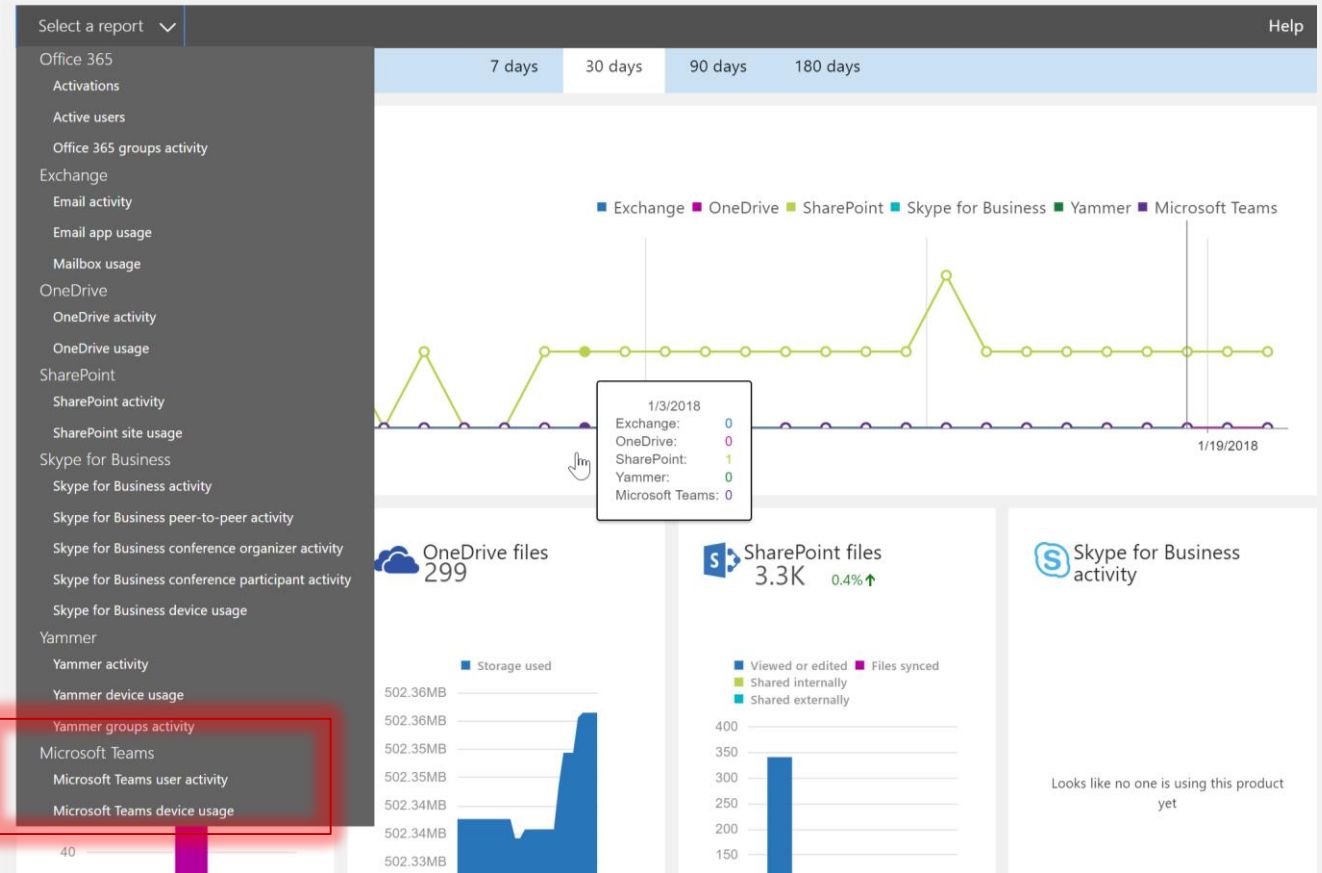 Select a report
Help
Office 365
Activations
Active users
Office 365 groups activity
Exchange
Email activity
Email app usage
Mailbox usage
OneDrive
OneDrive activity
OneDrive usage
SharePoint
SharePoint activity
SharePoint site usage
Skype for Business
Skype for Business activity
Skype for Business peer-to-peer activity
Skype for Business conference organizer activity
Skype for Business conference participant activity
Skype for Business device usage
Yammer
Yammer activity
Yammer device usage
Yammer groups activity
Microsoft Teams
Microsoft Teams user activity
Microsoft Teams device usage
40
7 days 30 days 90 days 180 days
Exchange OneDrive SharePoint Skype for Business Yammer Microsoft Teams
1/3/2018
Exchange: 0
OneDrive: 0
SharePoint: 1
Yammer: 0
Microsoft Teams: 0
1/19/2018
OneDrive files
299
Storage used
502.36MB
502.36MB
502.35MB
502.35MB
502.34MB
502.34MB
502.33MB
SharePoint files
3.3K 0.4%
Viewed or edited Files synced
Shared internally
Shared externally
400
350
300
250
200
150
Skype for Business
activity
Looks like no one is using this product
yet